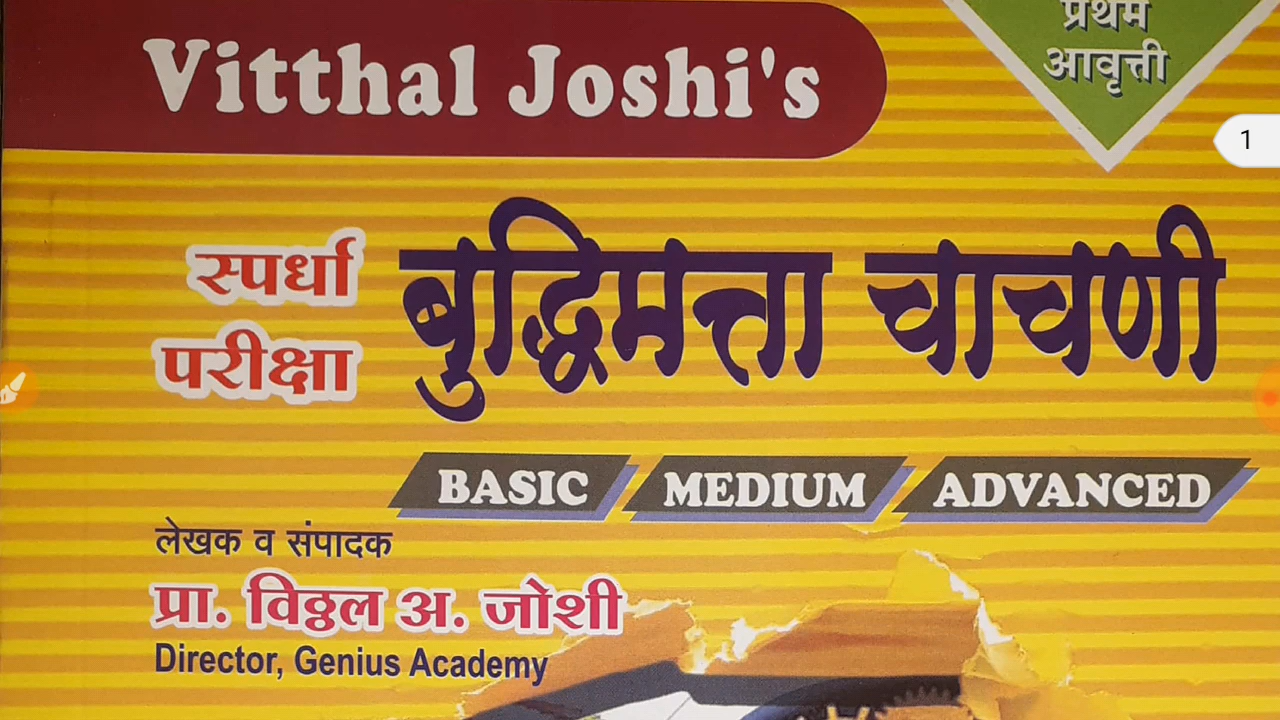 Vitthal Joshi's
प्रथम
आवृत्ती
1
स्पर्धा
परीक्षा
बुद्धिमत्ता चाचणी
BASIC MEDIUM ADVANCED
लेखक व संपादक
प्रा. विठ्ठल अ. जोशी
Director, Genius Academy